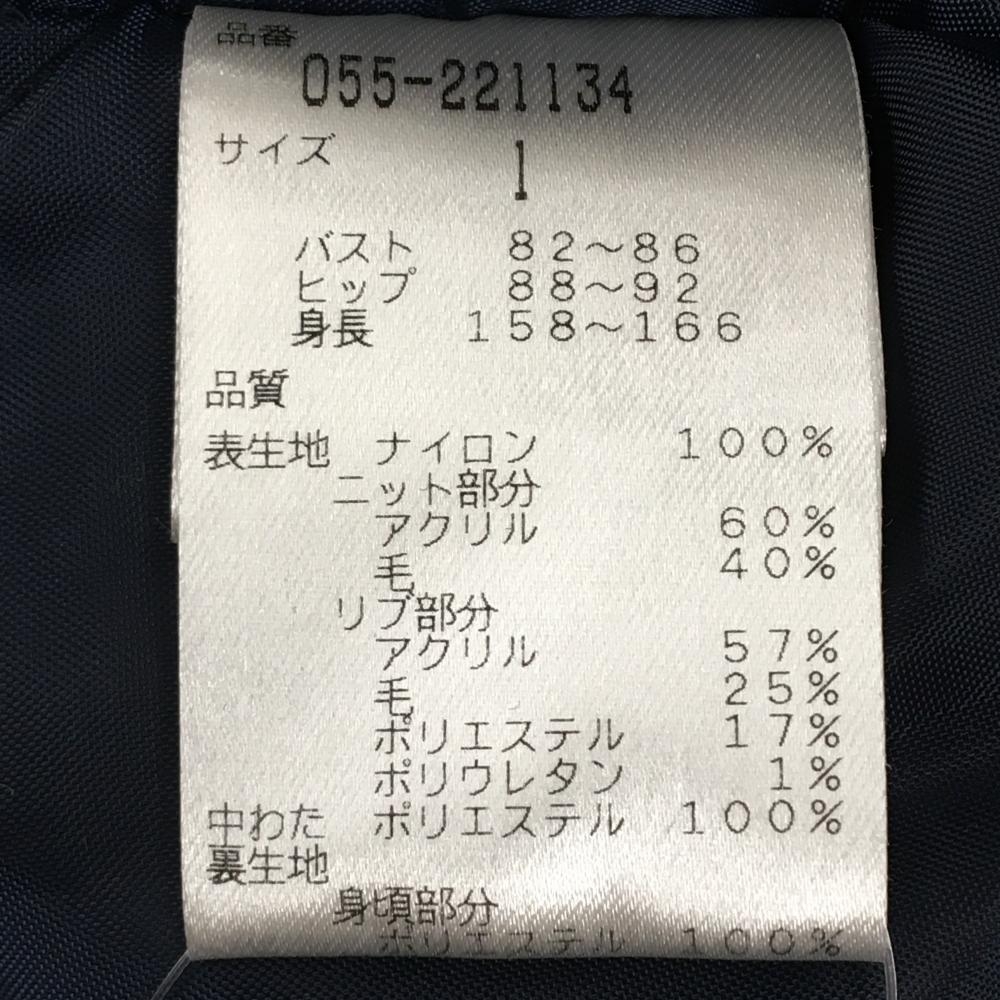 品番
055-221134
サイズ 1
バスト 82～86
ヒップ 88～92
身長 158～166
品質
表生地 ナイロン 100%
ニット部分
アクリル 60%
毛 40%
リブ部分
アクリル 57%
毛 25%
ポリエステル 17%
ポリウレタン 1%
中わた ポリエステル 100%
裏生地
身頃部分
ポリエステル 100%